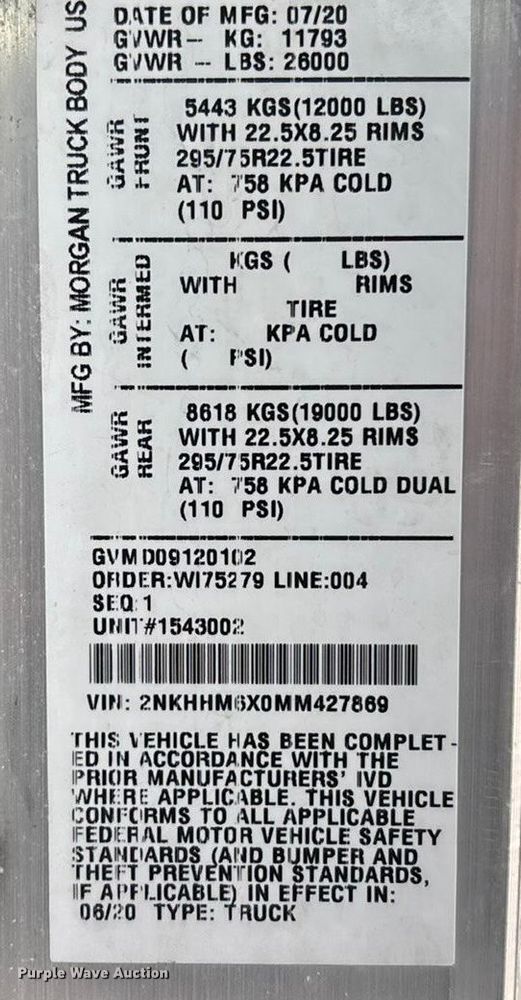 MFG BY: MORGAN TRUCK BODY US
DATE OF MFG: 07/20
GVWR- KG: 11793
GVWR - LBS: 26000
GAWR
FRONT
5443 KGS(12000 LBS)
WITH 22.5X8.25 RIMS
295/75R22.5TIRE
AT: 758 KPA COLD
(110 PSI)
GAWR
INTERMED
KGS ( LBS)
WITH RIMS
TIRE
AT: KPA COLD
( PSI)
GAWR
REAR
8618 KGS(19000 LBS)
WITH 22.5X8.25 RIMS
295/75R22.5TIRE
AT: 758 KPA COLD DUAL
(110 PSI)
GVM D09120102
ORDER:WI75279 LINE:004
SEQ:1
UNIT#1543002
VIN: 2NKHHM6X0MM427869
THIS VEHICLE HAS BEEN COMPLET-
ED IN ACCORDANCE WITH THE
PRIOR MANUFACTURERS' IVD
WHERE APPLICABLE. THIS VEHICLE
CONFORMS TO ALL APPLICABLE
FEDERAL MOTOR VEHICLE SAFETY
STANDARDS (AND BUMPER AND
THEFT PREVENTION STANDARDS,
IF APPLICABLE) IN EFFECT IN:
06/20 TYPE: TRUCK
Purple Wave Auction